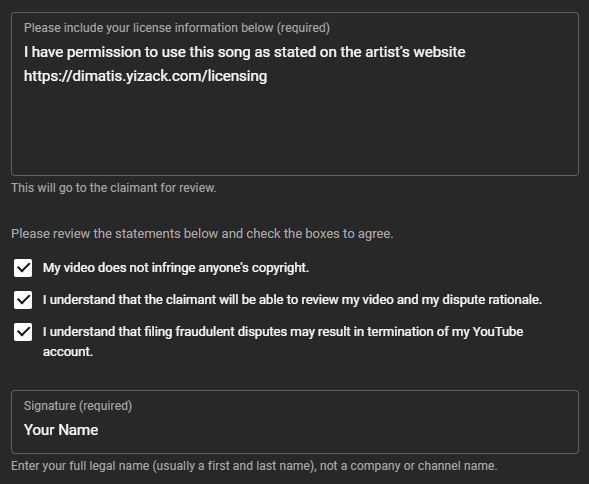 Please include your license information below (required)
I have permission to use this song as stated on the artist's website
https://dimatis.yizack.com/licensing
This will go to the claimant for review.
Please review the statements below and check the boxes to agree.
My video does not infringe anyone's copyright.
I understand that the claimant will be able to review my video and my dispute rationale.
I understand that filing fraudulent disputes may result in termination of my YouTube
account.
Signature (required)
Your Name
Enter your full legal name (usually a first and last name), not a company or channel name.